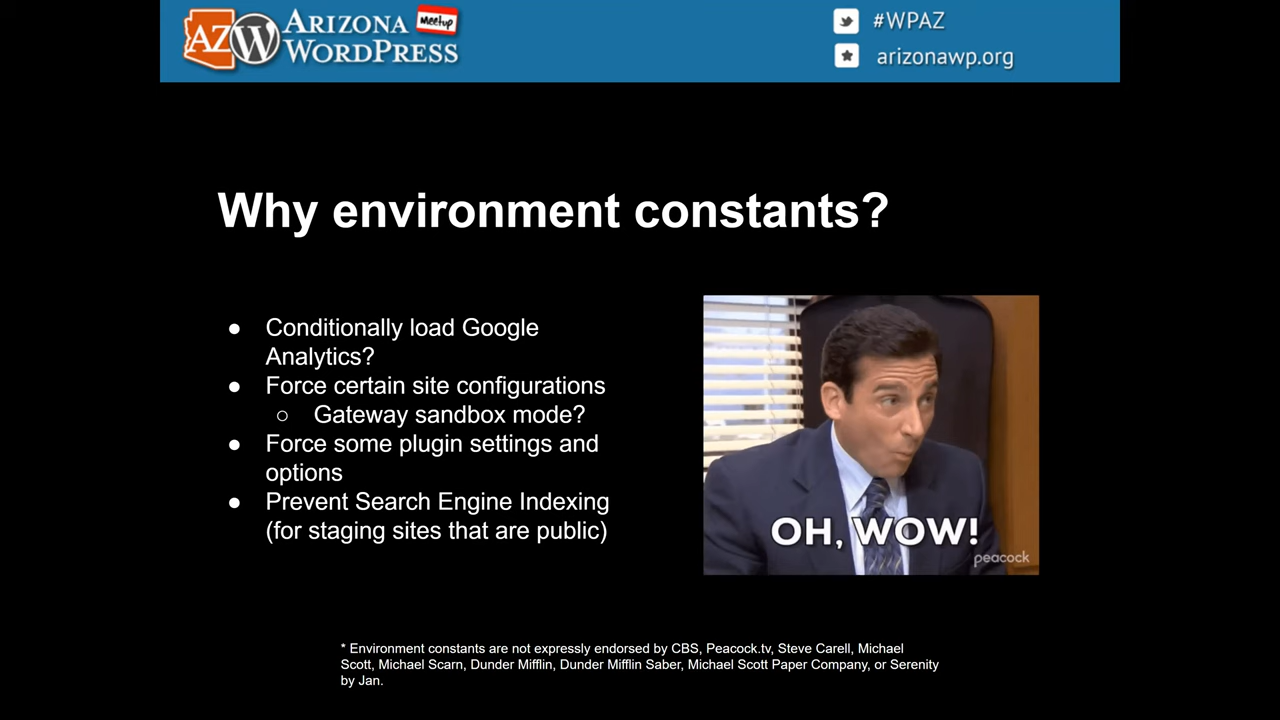 AZ W ARIZONA Meetup
WORDPRESS
#WPAZ
arizonawp.org
Why environment constants?
● Conditionally load Google
Analytics?
● Force certain site configurations
○ Gateway sandbox mode?
● Force some plugin settings and
options
● Prevent Search Engine Indexing
(for staging sites that are public)
OH, WOW!
peacock
* Environment constants are not expressly endorsed by CBS, Peacock.tv, Steve Carell, Michael
Scott, Michael Scarn, Dunder Mifflin, Dunder Mifflin Saber, Michael Scott Paper Company, or Serenity
by Jan.